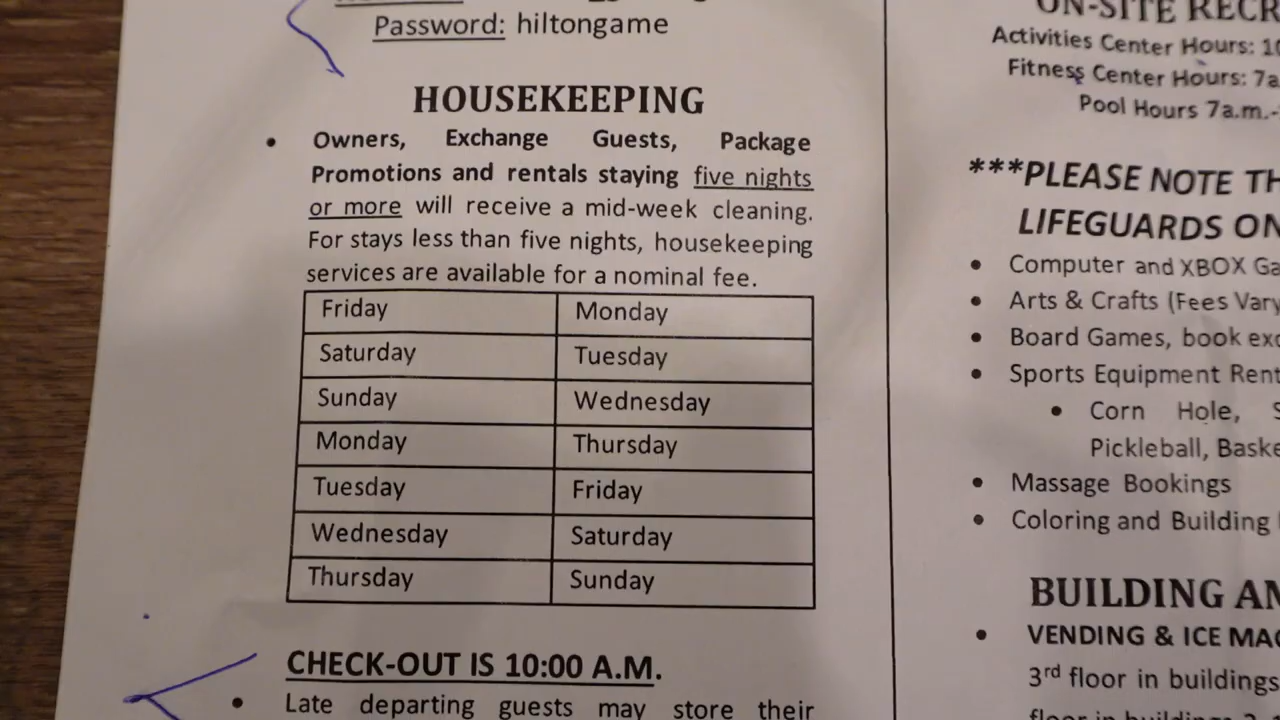 Password: hiltongame
HOUSEKEEPING
• Owners, Exchange Guests, Package
Promotions and rentals staying five nights
or more will receive a mid-week cleaning.
For stays less than five nights, housekeeping
services are available for a nominal fee.
Friday Monday
Saturday Tuesday
Sunday Wednesday
Monday Thursday
Tuesday Friday
Wednesday Saturday
Thursday Sunday
CHECK-OUT IS 10:00 A.M.
• Late departing guests may store their
ON-SITE
Activities Center Hours:
Fitness Center Hours:
Pool Hours 7a.m.-
***PLEASE NOTE
LIFEGUARDS
• Computer and XBOX
• Arts & Crafts (Fees
• Board Games, book
• Sports Equipment
• Corn Hole,
Pickleball,
• Massage Bookings
• Coloring and Building
BUILDING
• VENDING & ICE
3rd floor in buildings